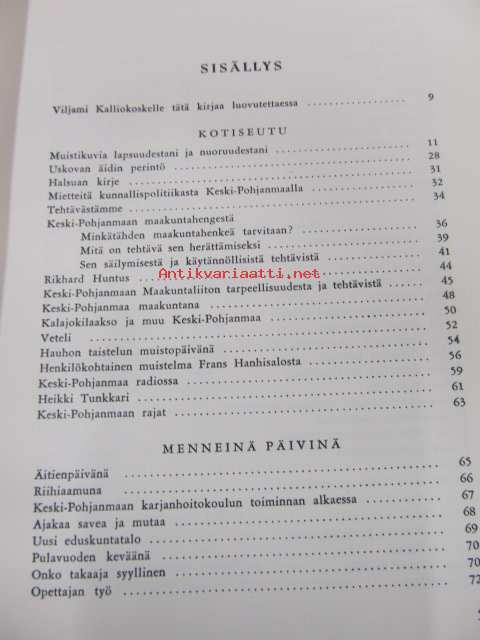 SISÄLLYS
Viljami Kalliokoskelle tätä kirjaa luovutettaessa .................. 9
KOTISEUTU
Muistikuvia lapsuudestani ja nuoruudestani .................. 11
Uskovan äidin perintö .................. 28
Halsuan kirje .................. 31
Mietteitä kunnallispolitiikasta Keski-Pohjanmaalla .................. 32
Tehtävästämme .................. 34
Keski-Pohjanmaan maakuntahengestä
Minkätähden maakuntahenkeä tarvitaan? .................. 36
Mitä on tehtävä sen herättämiseksi .................. 39
Sen säilymisestä ja käytännöllisistä tehtävistä .................. 41
Antikvariaatti.net
Rikhard Huntus .................. 44
Keski-Pohjanmaan Maakuntaliiton tarpeellisuudesta ja tehtävistä .... 45
Keski-Pohjanmaa maakuntana .................. 48
Kalajokilaakso ja muu Keski-Pohjanmaa .................. 50
Veteli .................. 52
Hauhon taistelun muistopäivänä .................. 54
Henkilökohtainen muistelma Frans Hanhisalosta .................. 56
Keski-Pohjanmaa radiossa .................. 59
Heikki Tunkkari .................. 61
Keski-Pohjanmaan rajat .................. 63
MENNEINÄ PÄIVINÄ
Äitienpäivänä .................. 65
Riihiaamuna .................. 66
Keski-Pohjanmaan karjanhoitokoulun toiminnan alkaessa .................. 67
Ajakaa savea ja mutaa .................. 68
Uusi eduskuntatalo .................. 69
Pulavuoden keväänä .................. 70
Onko takaaja syyllinen .................. 70
Opettajan työ .................. 72